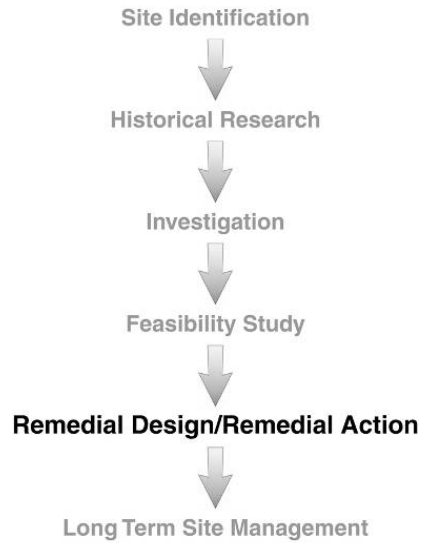 Site Identification
Historical Research
Investigation
Feasibility Study
Remedial Design/Remedial Action
Long Term Site Management